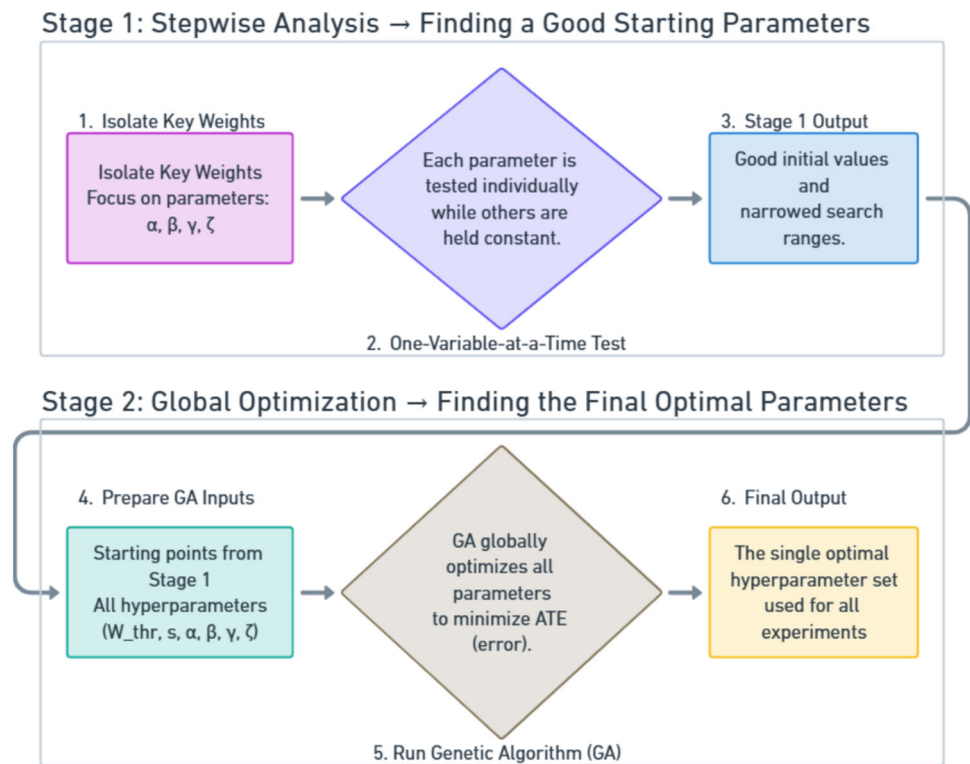 Stage 1: Stepwise Analysis → Finding a Good Starting Parameters
1. Isolate Key Weights
Isolate Key Weights
Focus on parameters:
α, β, γ, ζ
Each parameter is
tested individually
while others are
held constant.
2. One-Variable-at-a-Time Test
3. Stage 1 Output
Good initial values
and
narrowed search
ranges.
Stage 2: Global Optimization → Finding the Final Optimal Parameters
4. Prepare GA Inputs
Starting points from
Stage 1
All hyperparameters
(W_thr, s, α, β, γ, ζ)
GA globally
optimizes all
parameters
to minimize ATE
(error).
5. Run Genetic Algorithm (GA)
6. Final Output
The single optimal
hyperparameter set
used for all
experiments